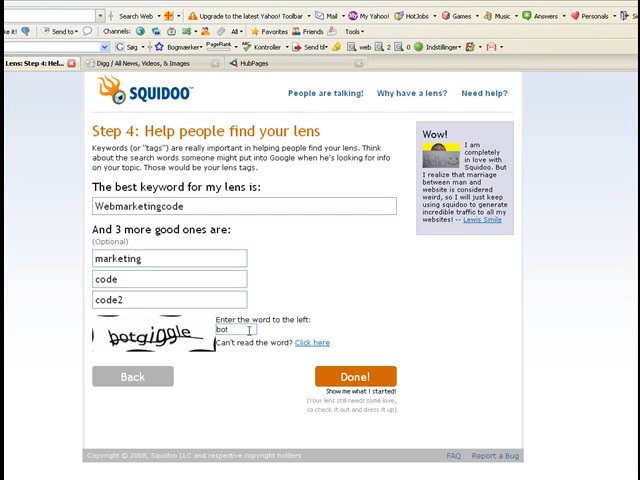 Search Web
Upgrade to the latest Yahoo! Toolbar
Mail
My Yahoo!
HotJobs
Games
Music
Answers
Personals
Send to
Channels:
All
Favorites
Friends
Tools
Søg
Bogmærker
PageRank
Kontroller
Send til
web
2
0
Indstillinger
Lens: Step 4: Hel...
Digg / All News, Videos, & Images
HubPages
SQUIDOO
People are talking!
Why have a lens?
Need help?
Step 4: Help people find your lens
Keywords (or "tags") are really important in helping people find your lens. Think
about the search words someone might put into Google when he's looking for info
on your topic. Those would be your lens tags.
The best keyword for my lens is:
Webmarketingcode
And 3 more good ones are:
(Optional)
marketing
code
code2
botgiggle
Enter the word to the left:
bot
Can't read the word? Click here
Back
Done!
Show me what I started!
(Your lens still needs some love,
so check it out and dress it up)
Wow!
I am
completely
in love with
Squidoo. But
I realize that marriage
between man and
website is considered
weird, so I will just keep
using squidoo to generate
incredible traffic to all my
websites! -- Lewis Smile
Copyright © 2008, Squidoo LLC and respective copyright holders
FAQ
Report a Bug